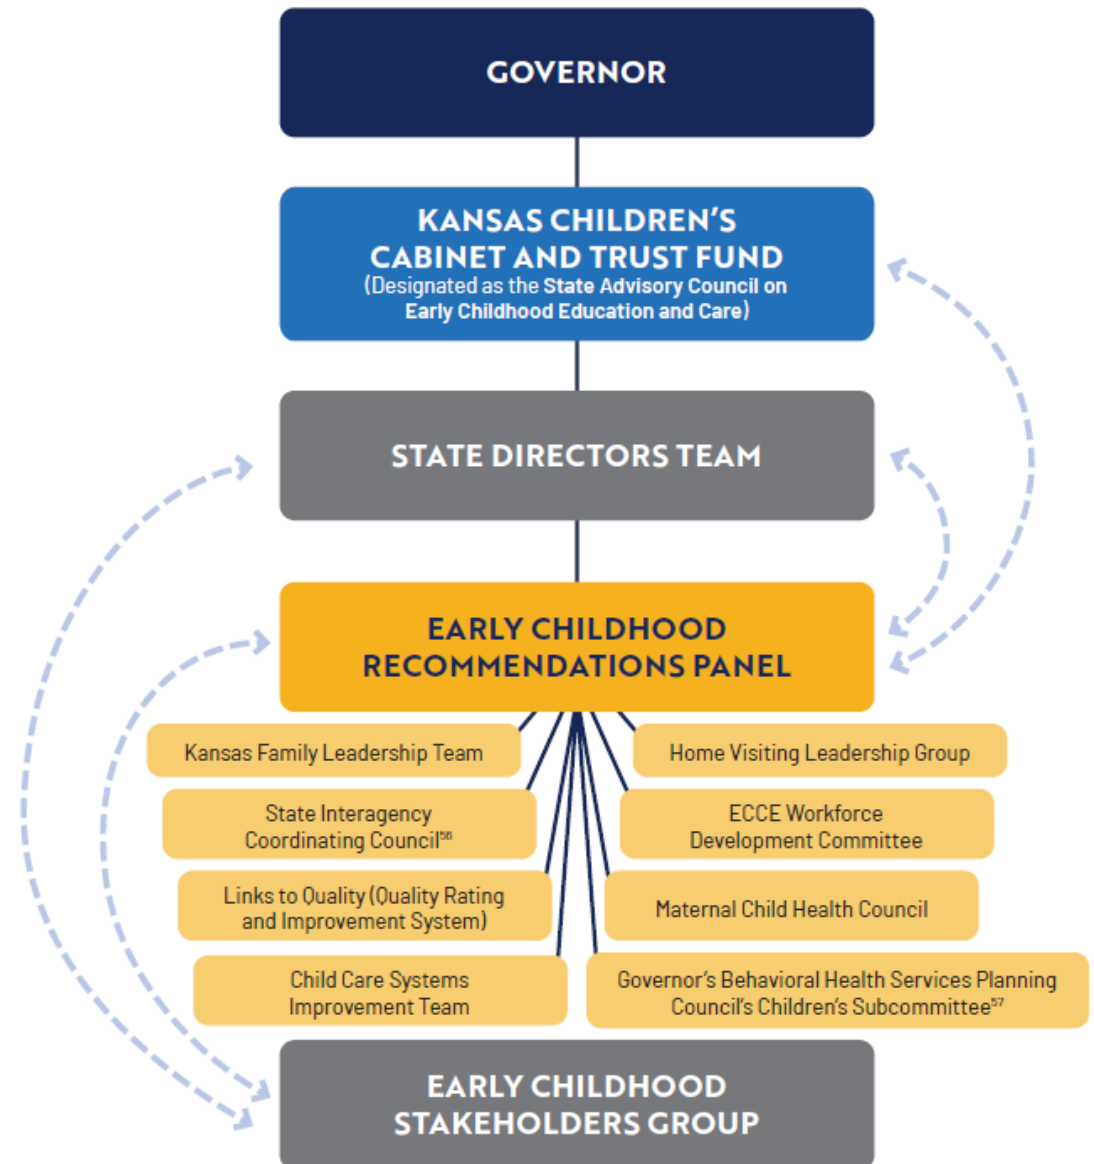 GOVERNOR
KANSAS CHILDREN’S
CABINET AND TRUST FUND
(Designated as the State Advisory Council on
Early Childhood Education and Care)
STATE DIRECTORS TEAM
EARLY CHILDHOOD
RECOMMENDATIONS PANEL
Kansas Family Leadership Team
Home Visiting Leadership Group
State Interagency
Coordinating Council⁵⁶
ECCE Workforce
Development Committee
Links to Quality (Quality Rating
and Improvement System)
Maternal Child Health Council
Child Care Systems
Improvement Team
Governor’s Behavioral Health Services Planning
Council’s Children’s Subcommittee⁵⁷
EARLY CHILDHOOD
STAKEHOLDERS GROUP